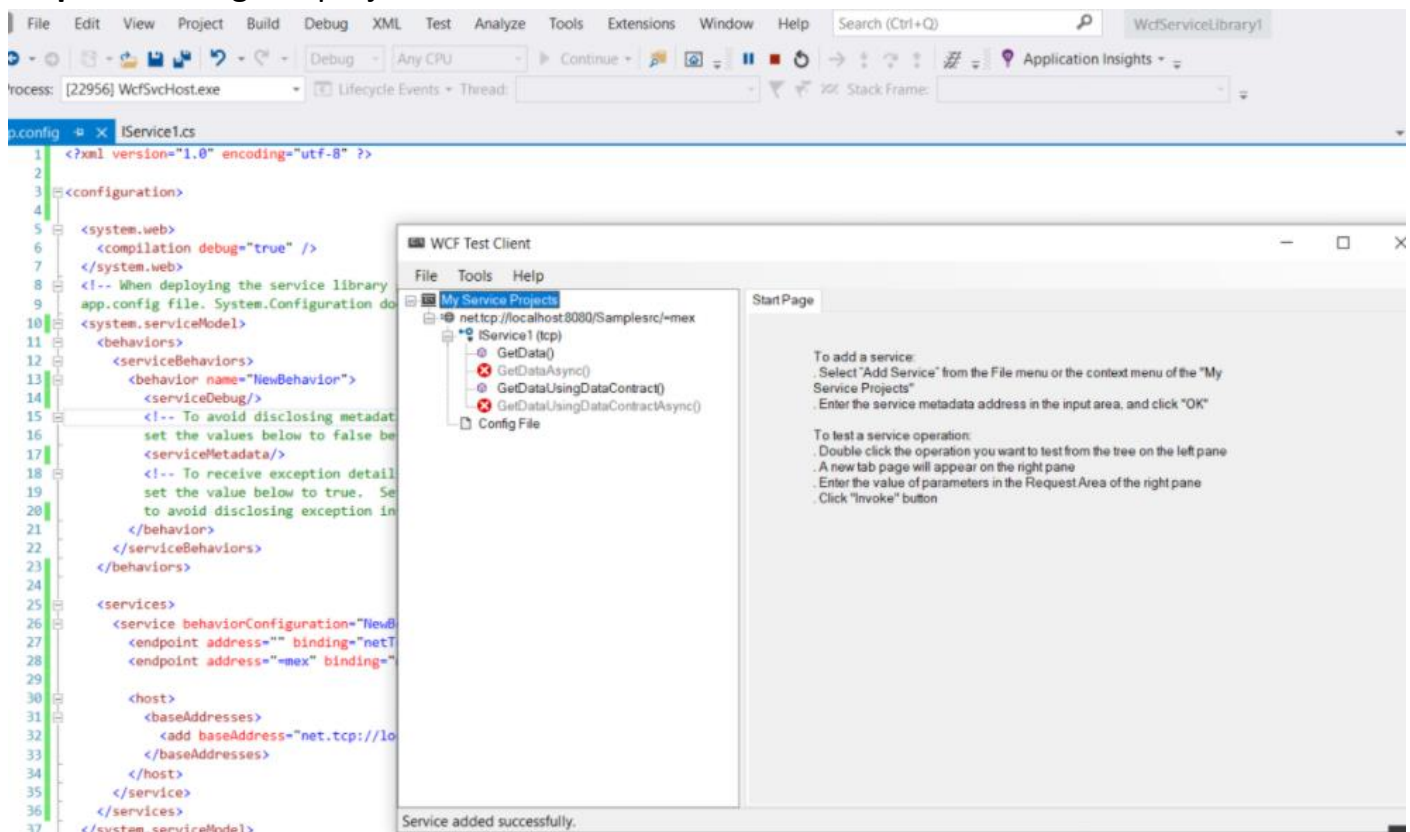 File Edit View Project Build Debug XML Test Analyze Tools Extensions Window Help Search (Ctrl+Q) WcfServiceLibrary1
Debug Any CPU Continue Application Insights
rocess: [22956] WcfSvcHost.exe Lifecycle Events Thread: Stack Frame:
p.config IService1.cs
1 <?xml version="1.0" encoding="utf-8" ?>
2
3 <configuration>
4
5 <system.web>
6 <compilation debug="true" />
7 </system.web>
8 <!-- When deploying the service library
9 app.config file. System.Configuration do
10 <system.serviceModel>
11 <behaviors>
12 <serviceBehaviors>
13 <behavior name="NewBehavior">
14 <serviceDebug/>
15 <!-- To avoid disclosing metadat
16 set the values below to false be
17 <serviceMetadata/>
18 <!-- To receive exception detail
19 set the value below to true. Se
20 to avoid disclosing exception in
21 </behavior>
22 </serviceBehaviors>
23 </behaviors>
24
25 <services>
26 <service behaviorConfiguration="NewB
27 <endpoint address="" binding="netT
28 <endpoint address="=mex" binding="
29
30 <host>
31 <baseAddresses>
32 <add baseAddress="net.tcp://lo
33 </baseAddresses>
34 </host>
35 </service>
36 </services>
37 </system.serviceModel>
WCF Test Client
File Tools Help
My Service Projects
net.tcp://localhost:8080/Samplesrc/=mex
IService1 (tcp)
GetData()
GetDataAsync()
GetDataUsingDataContract()
GetDataUsingDataContractAsync()
Config File
Start Page
To add a service:
. Select "Add Service" from the File menu or the context menu of the "My
Service Projects"
. Enter the service metadata address in the input area, and click "OK"
To test a service operation:
. Double click the operation you want to test from the tree on the left pane
. A new tab page will appear on the right pane
. Enter the value of parameters in the Request Area of the right pane
. Click "Invoke" button
Service added successfully.